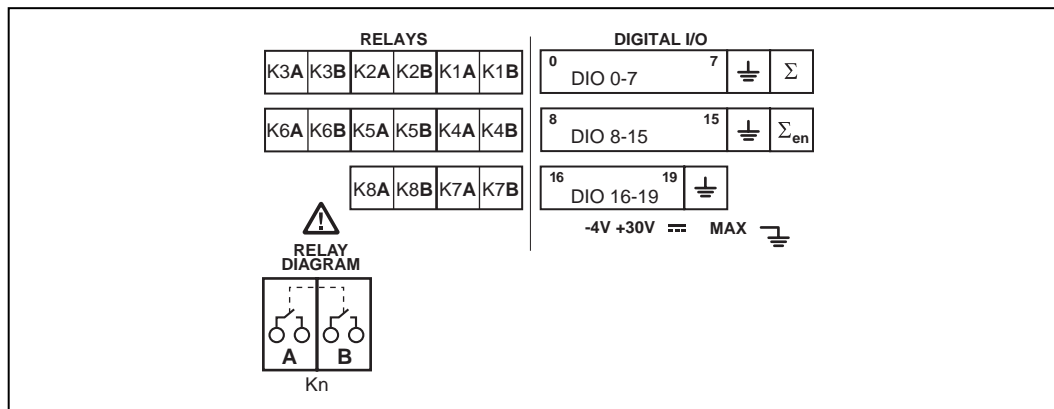 RELAYS
K3A K3B K2A K2B K1A K1B
K6A K6B K5A K5B K4A K4B
K8A K8B K7A K7B
DIGITAL I/O
0 DIO 0-7 7 Σ
8 DIO 8-15 15 Σen
16 DIO 16-19 19
-4V +30V MAX
!
RELAY
DIAGRAM
A B
Kn